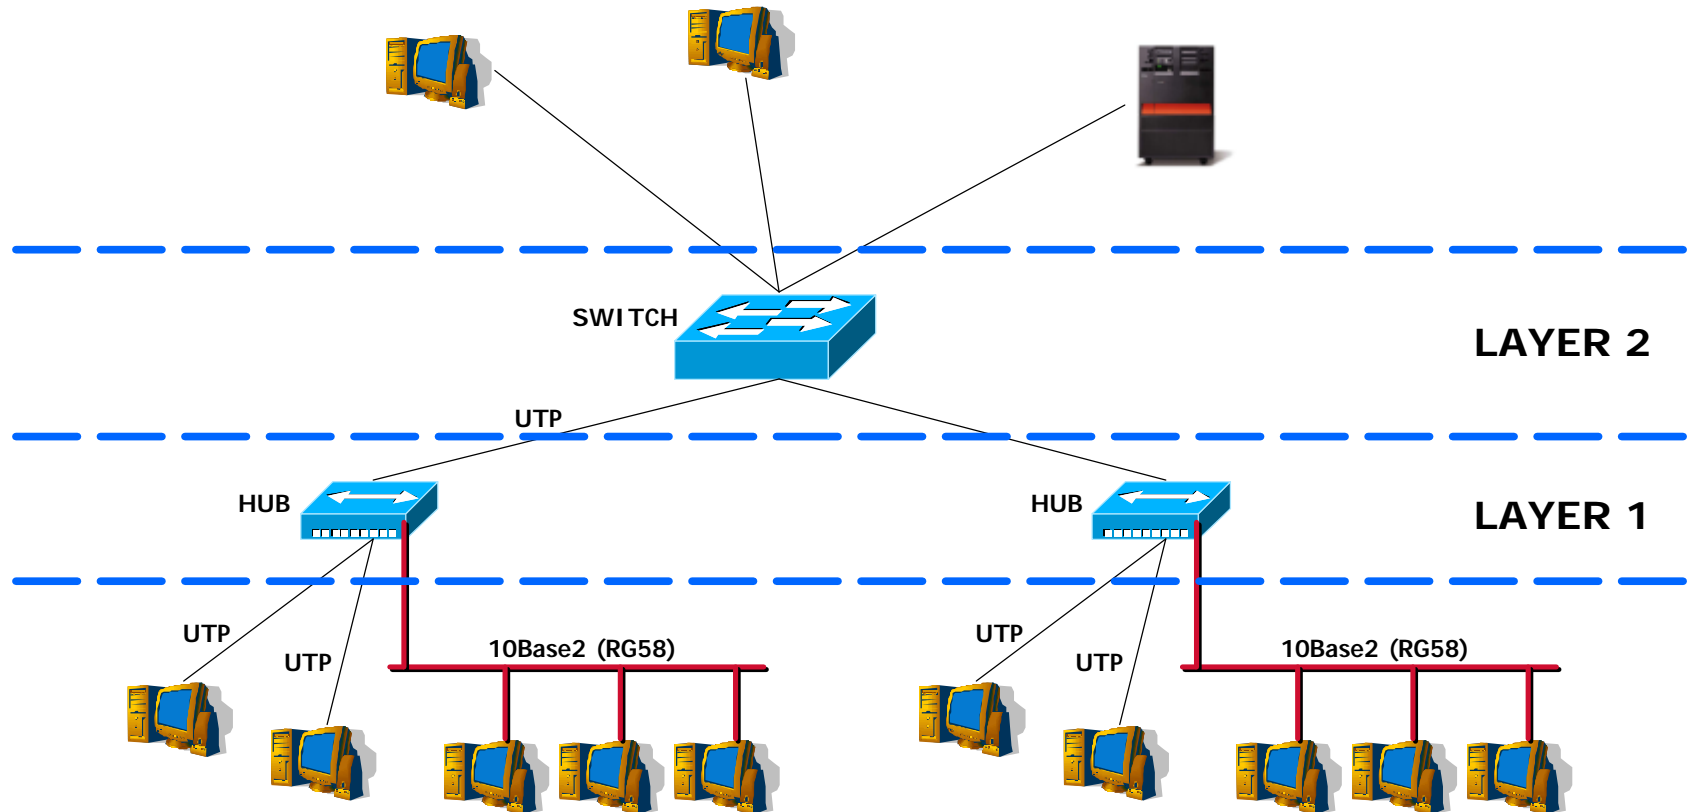 SWITCH
LAYER 2
UTP
HUB
HUB
LAYER 1
UTP
UTP
10Base2 (RG58)
UTP
UTP
10Base2 (RG58)